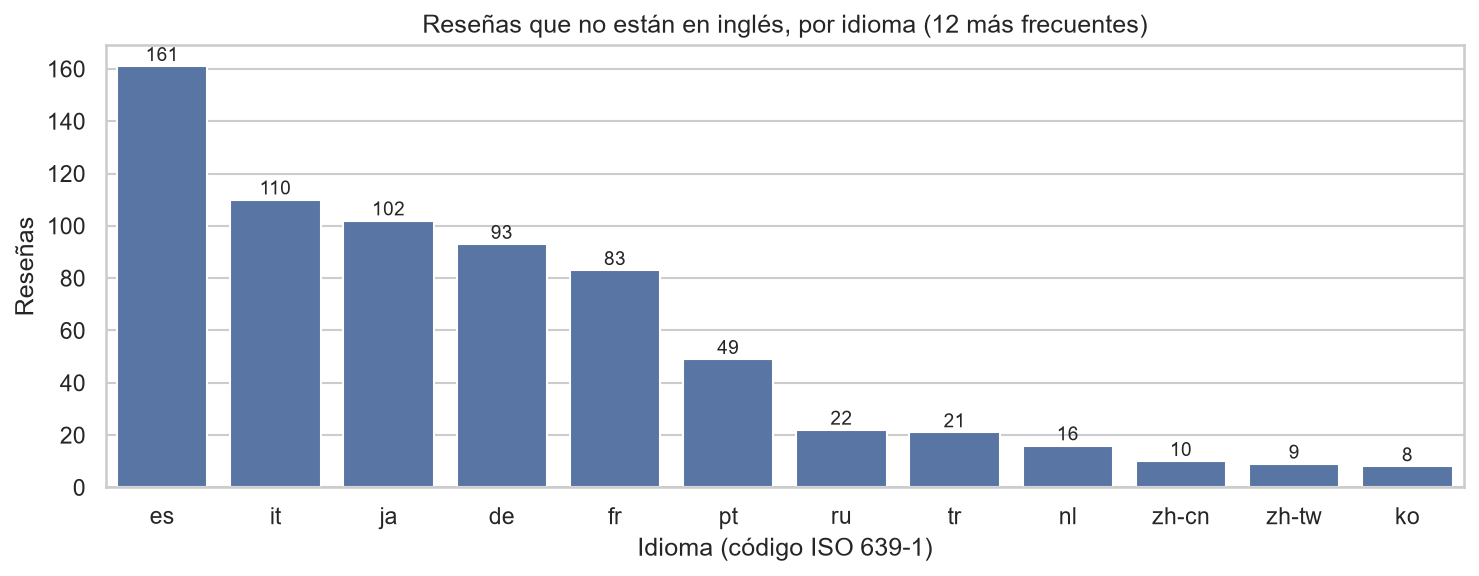 Reseñas que no están en inglés, por idioma (12 más frecuentes)
Reseñas
160
140
120
100
80
60
40
20
0
161
110
102
93
83
49
22
21
16
10
9
8
es
it
ja
de
fr
pt
ru
tr
nl
zh-cn
zh-tw
ko
Idioma (código ISO 639-1)